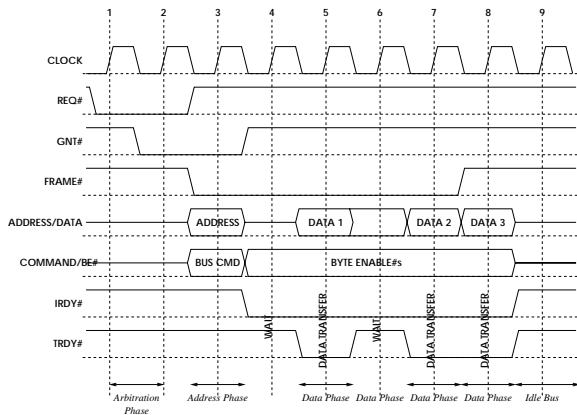 1 2 3 4 5 6 7 8 9
CLOCK
REQ#
GNT#
FRAME#
ADDRESS/DATA ADDRESS DATA 1 DATA 2 DATA 3
COMMAND/BE# BUS CMD BYTE ENABLE#s
IRDY#
TRDY#
WAIT
DATA TRANSFER
WAIT
DATA TRANSFER
DATA TRANSFER
Arbitration Phase
Address Phase
Data Phase
Data Phase
Data Phase
Data Phase
Idle Bus